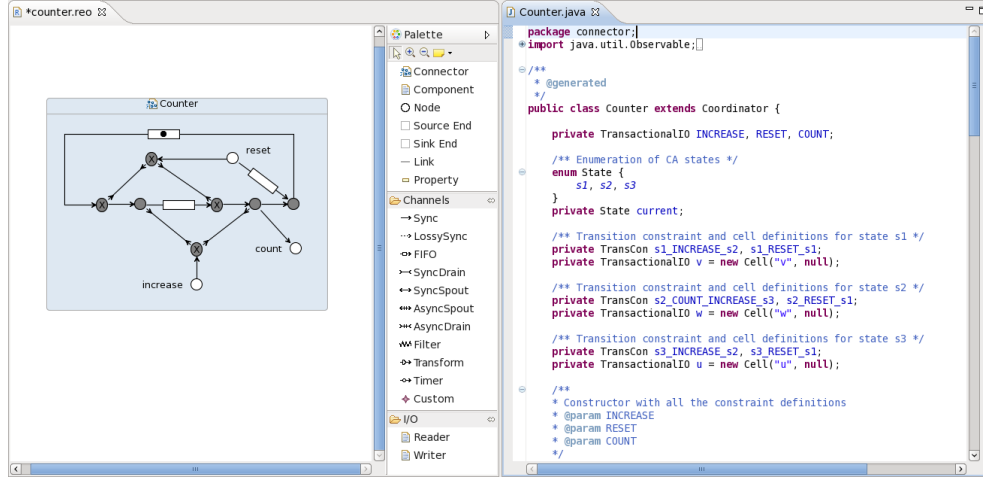 *counter.reo
Counter
reset
count
increase
Palette
Connector
Component
Node
Source End
Sink End
Link
Property
Channels
Sync
LossySync
FIFO
SyncDrain
SyncSpout
AsyncSpout
AsyncDrain
Filter
Transform
Timer
Custom
I/O
Reader
Writer
Counter.java
package connector;
import java.util.Observable;
/**
* @generated
*/
public class Counter extends Coordinator {
private TransactionalIO INCREASE, RESET, COUNT;
/** Enumeration of CA states */
enum State {
s1, s2, s3
}
private State current;
/** Transition constraint and cell definitions for state s1 */
private TransCon s1_INCREASE_s2, s1_RESET_s1;
private TransactionalIO v = new Cell("v", null);
/** Transition constraint and cell definitions for state s2 */
private TransCon s2_COUNT_INCREASE_s3, s2_RESET_s1;
private TransactionalIO w = new Cell("w", null);
/** Transition constraint and cell definitions for state s3 */
private TransCon s3_INCREASE_s2, s3_RESET_s1;
private TransactionalIO u = new Cell("u", null);
/**
* Constructor with all the constraint definitions
* @param INCREASE
* @param RESET
* @param COUNT
*/